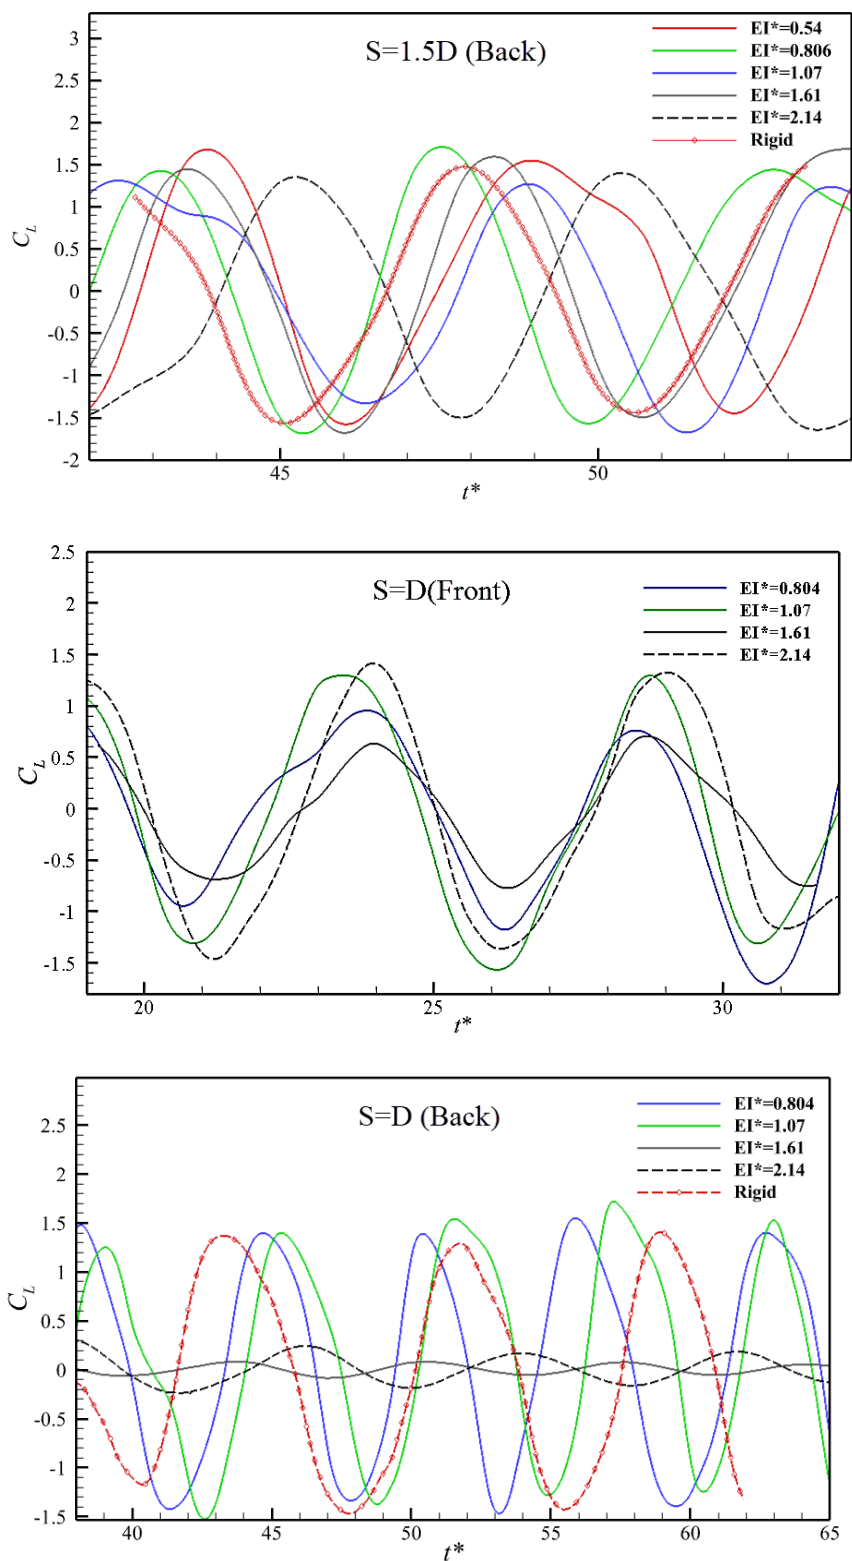 S=1.5D (Back)
EI*=0.54
EI*=0.806
EI*=1.07
EI*=1.61
EI*=2.14
Rigid
3
2.5
2
1.5
1
0.5
0
-0.5
-1
-1.5
-2
C_L
45
50
t*
S=D(Front)
EI*=0.804
EI*=1.07
EI*=1.61
EI*=2.14
2.5
2
1.5
1
0.5
0
-0.5
-1
-1.5
C_L
20
25
30
t*
S=D (Back)
EI*=0.804
EI*=1.07
EI*=1.61
EI*=2.14
Rigid
2.5
2
1.5
1
0.5
0
-0.5
-1
-1.5
C_L
40
45
50
55
60
65
t*